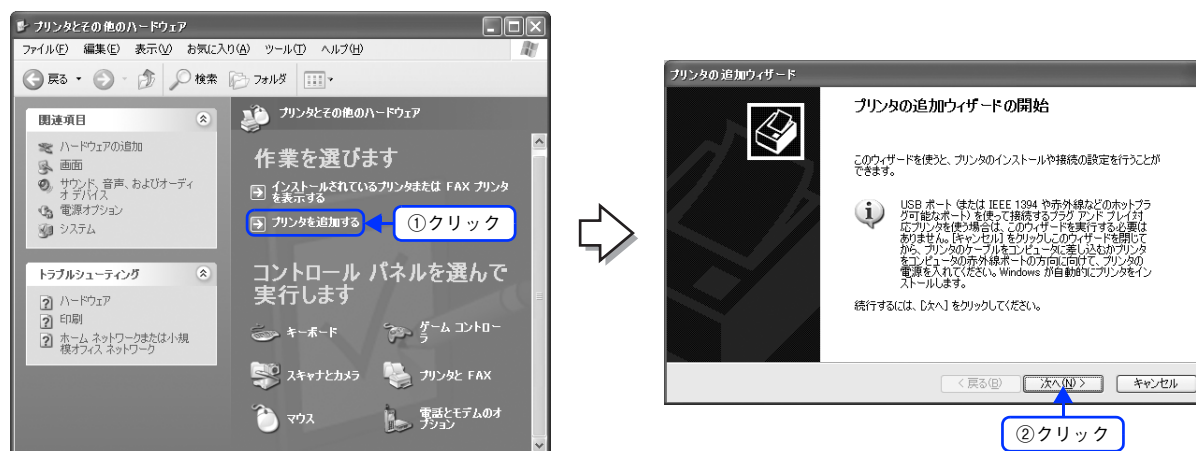 プリンタとその他のハードウェア
ファイル(F) 編集(E) 表示(V) お気に入り(A) ツール(T) ヘルプ(H)
戻る 検索 フォルダ
関連項目
ハードウェアの追加
画面
サウンド、音声、およびオーディ
オ デバイス
電源オプション
システム
トラブルシューティング
ハードウェア
印刷
ホーム ネットワークまたは小規
模オフィス ネットワーク
プリンタとその他のハードウェア
作業を選びます
インストールされているプリンタまたは FAX プリンタ
を表示する
プリンタを追加する
①クリック
コントロール パネルを選んで
実行します
キーボード
ゲーム コントロー
ラ
スキャナとカメラ
プリンタと FAX
マウス
電話とモデムのオ
プション
プリンタの追加ウィザード
プリンタの追加ウィザードの開始
このウィザードを使うと、プリンタのインストールや接続の設定を行うことが
できます。
USB ポート (または IEEE 1394 や赤外線などのホットプラ
グ可能なポート) を使って接続するプラグ アンド プレイ対
応プリンタを使う場合は、このウィザードを実行する必要は
ありません。[キャンセル] をクリックしこのウィザードを閉じて
から、プリンタのケーブルをコンピュータに差し込むかプリンタ
をコンピュータの赤外線ポートの方向に向けて、プリンタの
電源を入れてください。Windows が自動的にプリンタをイン
ストールします。
続行するには、[次へ] をクリックしてください。
< 戻る(B) 次へ(N) > キャンセル
②クリック